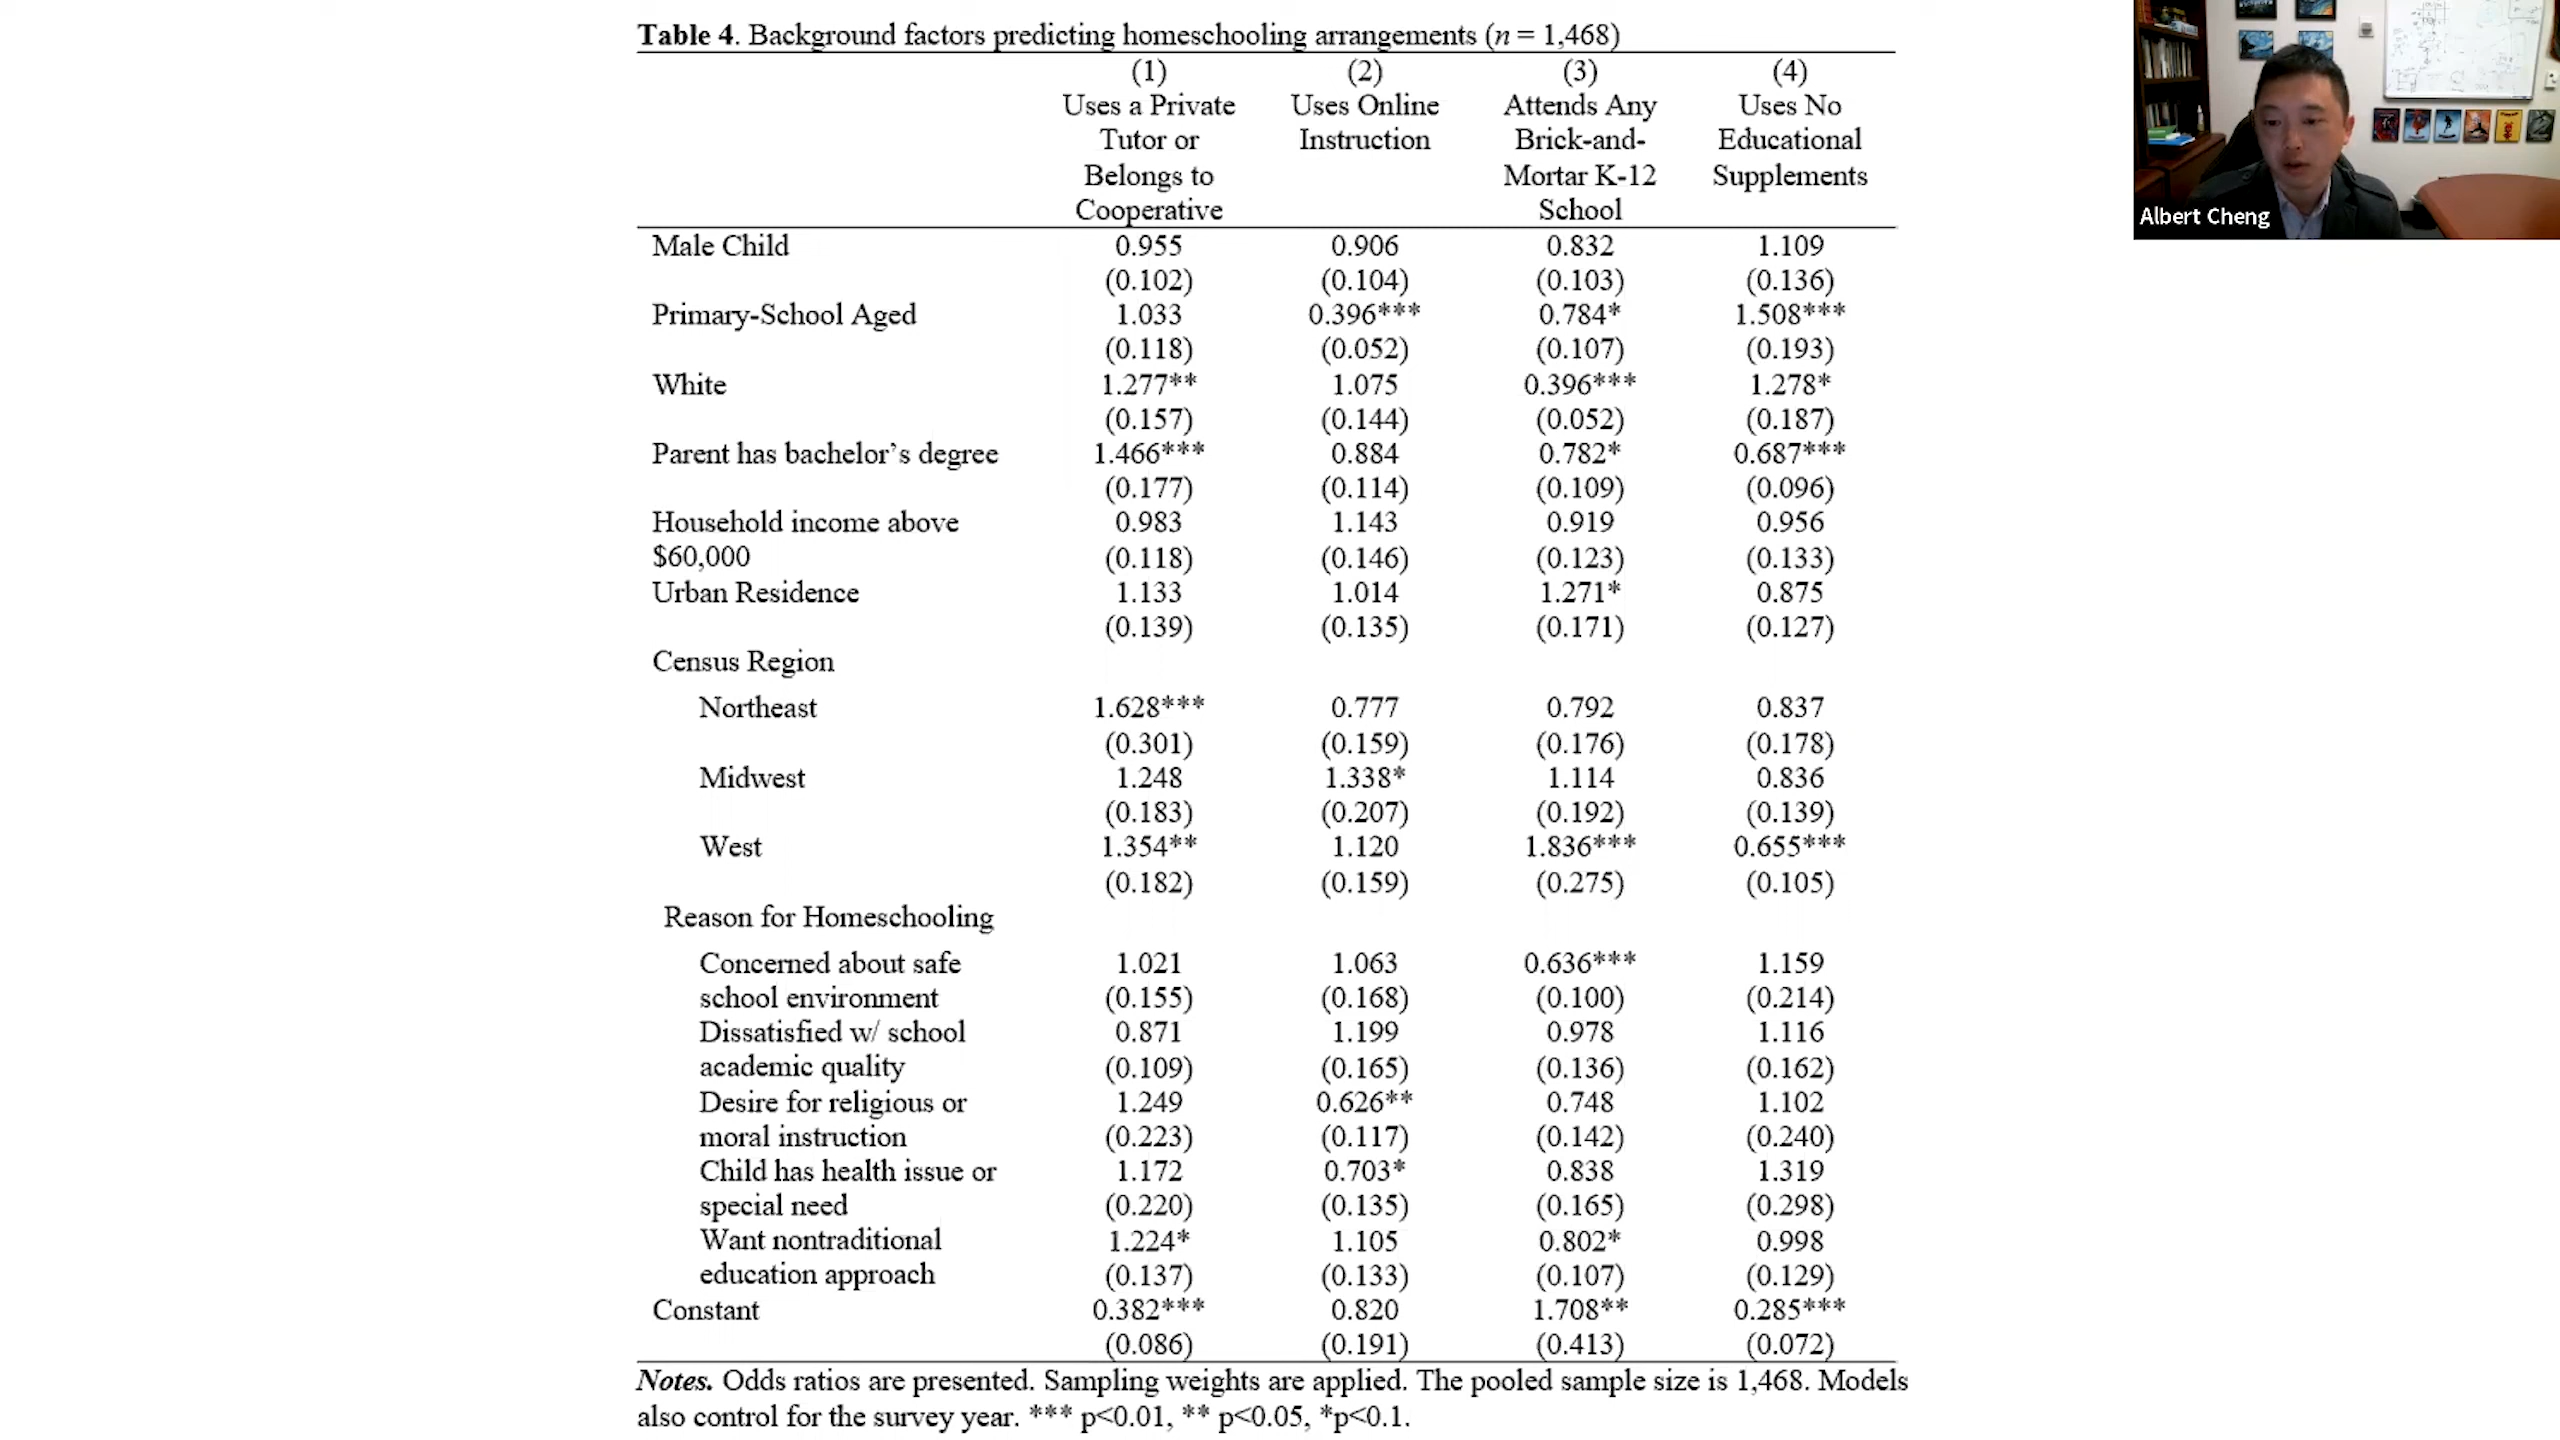 Table 4. Background factors predicting homeschooling arrangements (n = 1,468)
(1) (2) (3) (4)
Uses a Private Uses Online Attends Any Uses No
Tutor or Instruction Brick-and- Educational
Belongs to Mortar K-12 Supplements
Cooperative School
Male Child 0.955 0.906 0.832 1.109
(0.102) (0.104) (0.103) (0.136)
Primary-School Aged 1.033 0.396*** 0.784* 1.508***
(0.118) (0.052) (0.107) (0.193)
White 1.277** 1.075 0.396*** 1.278*
(0.157) (0.144) (0.052) (0.187)
Parent has bachelor’s degree 1.466*** 0.884 0.782* 0.687***
(0.177) (0.114) (0.109) (0.096)
Household income above 0.983 1.143 0.919 0.956
$60,000 (0.118) (0.146) (0.123) (0.133)
Urban Residence 1.133 1.014 1.271* 0.875
(0.139) (0.135) (0.171) (0.127)
Census Region
Northeast 1.628*** 0.777 0.792 0.837
(0.301) (0.159) (0.176) (0.178)
Midwest 1.248 1.338* 1.114 0.836
(0.183) (0.207) (0.192) (0.139)
West 1.354** 1.120 1.836*** 0.655***
(0.182) (0.159) (0.275) (0.105)
Reason for Homeschooling
Concerned about safe 1.021 1.063 0.636*** 1.159
school environment (0.155) (0.168) (0.100) (0.214)
Dissatisfied w/ school 0.871 1.199 0.978 1.116
academic quality (0.109) (0.165) (0.136) (0.162)
Desire for religious or 1.249 0.626** 0.748 1.102
moral instruction (0.223) (0.117) (0.142) (0.240)
Child has health issue or 1.172 0.703* 0.838 1.319
special need (0.220) (0.135) (0.165) (0.298)
Want nontraditional 1.224* 1.105 0.802* 0.998
education approach (0.137) (0.133) (0.107) (0.129)
Constant 0.382*** 0.820 1.708** 0.285***
(0.086) (0.191) (0.413) (0.072)
Notes. Odds ratios are presented. Sampling weights are applied. The pooled sample size is 1,468. Models
also control for the survey year. *** p<0.01, ** p<0.05, *p<0.1.
Albert Cheng